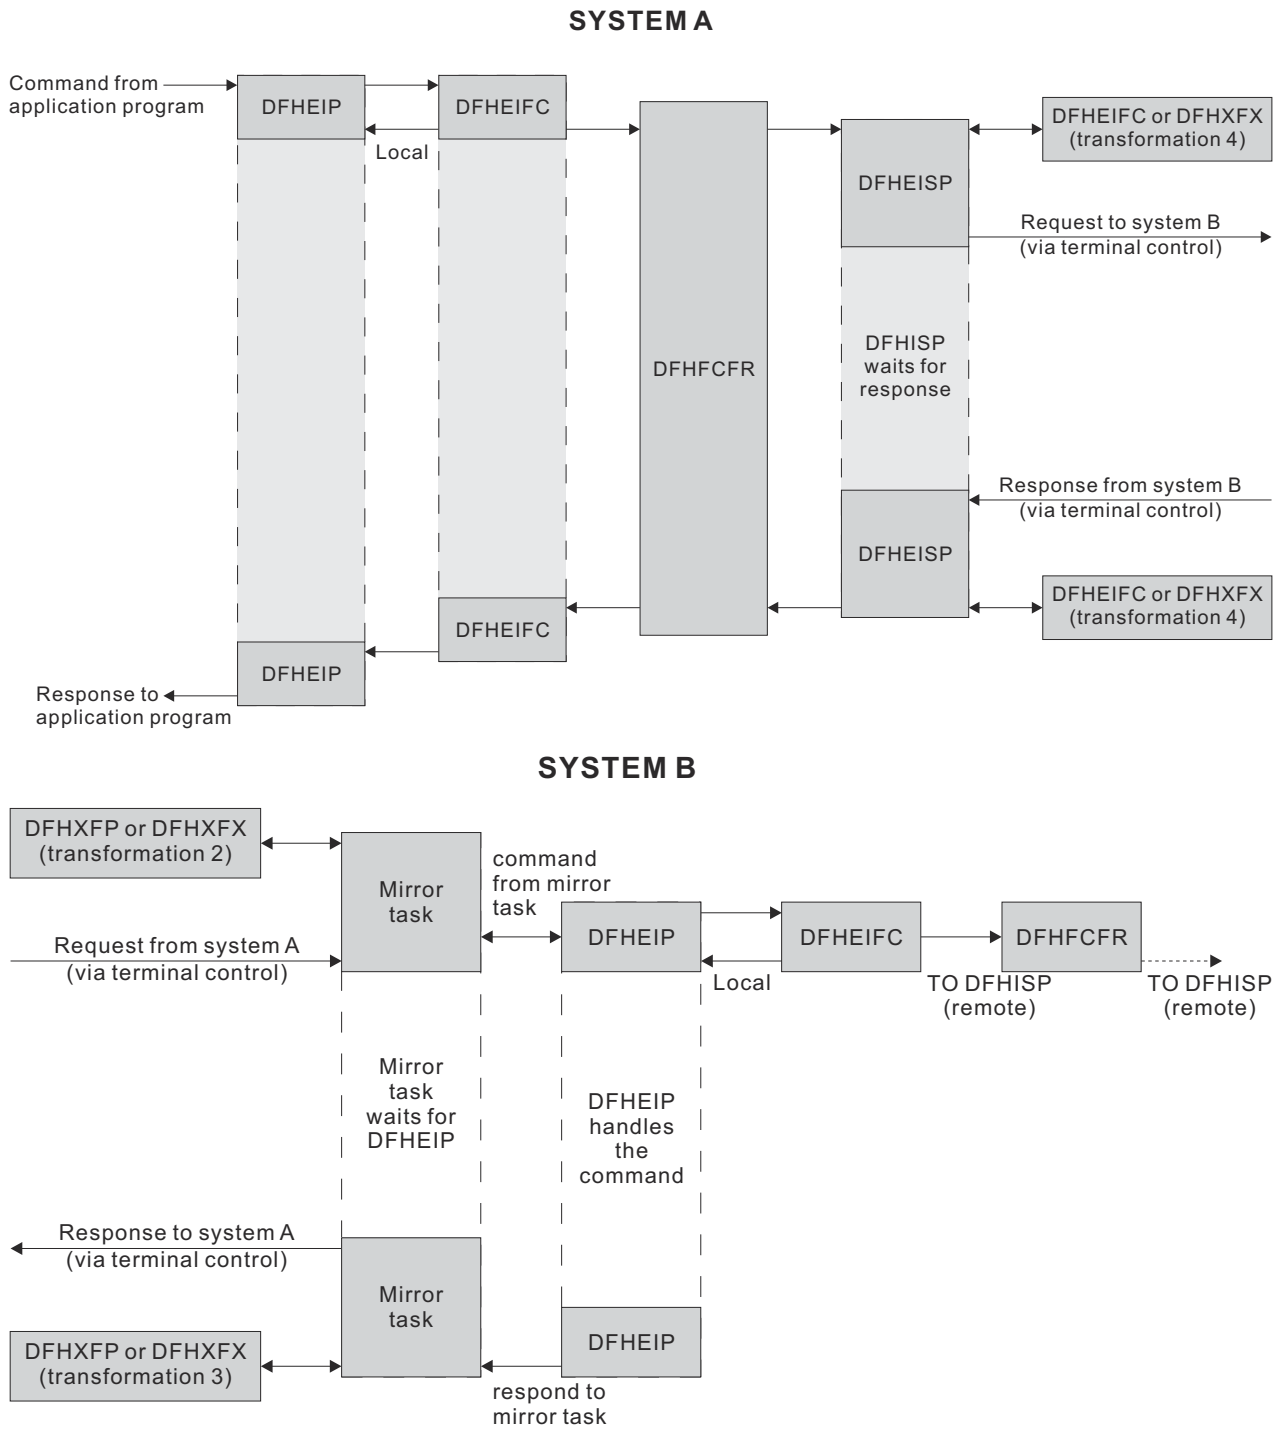 SYSTEM A
Command from
application program
DFHEIP
DFHEIFC
Local
DFHFCFR
DFHEISP
DFHEIFC or DFHXFX
(transformation 4)
Request to system B
(via terminal control)
DFHISP
waits for
response
Response from system B
(via terminal control)
DFHEISP
DFHEIFC or DFHXFX
(transformation 4)
DFHEIFC
DFHEIP
Response to
application program
SYSTEM B
DFHXFP or DFHXFX
(transformation 2)
Mirror
task
command
from mirror
task
Request from system A
(via terminal control)
DFHEIP
DFHEIFC
DFHFCFR
Local
TO DFHISP
(remote)
TO DFHISP
(remote)
Mirror
task
waits for
DFHEIP
DFHEIP
handles
the
command
Response to system A
(via terminal control)
Mirror
task
DFHXFP or DFHXFX
(transformation 3)
DFHEIP
respond to
mirror task